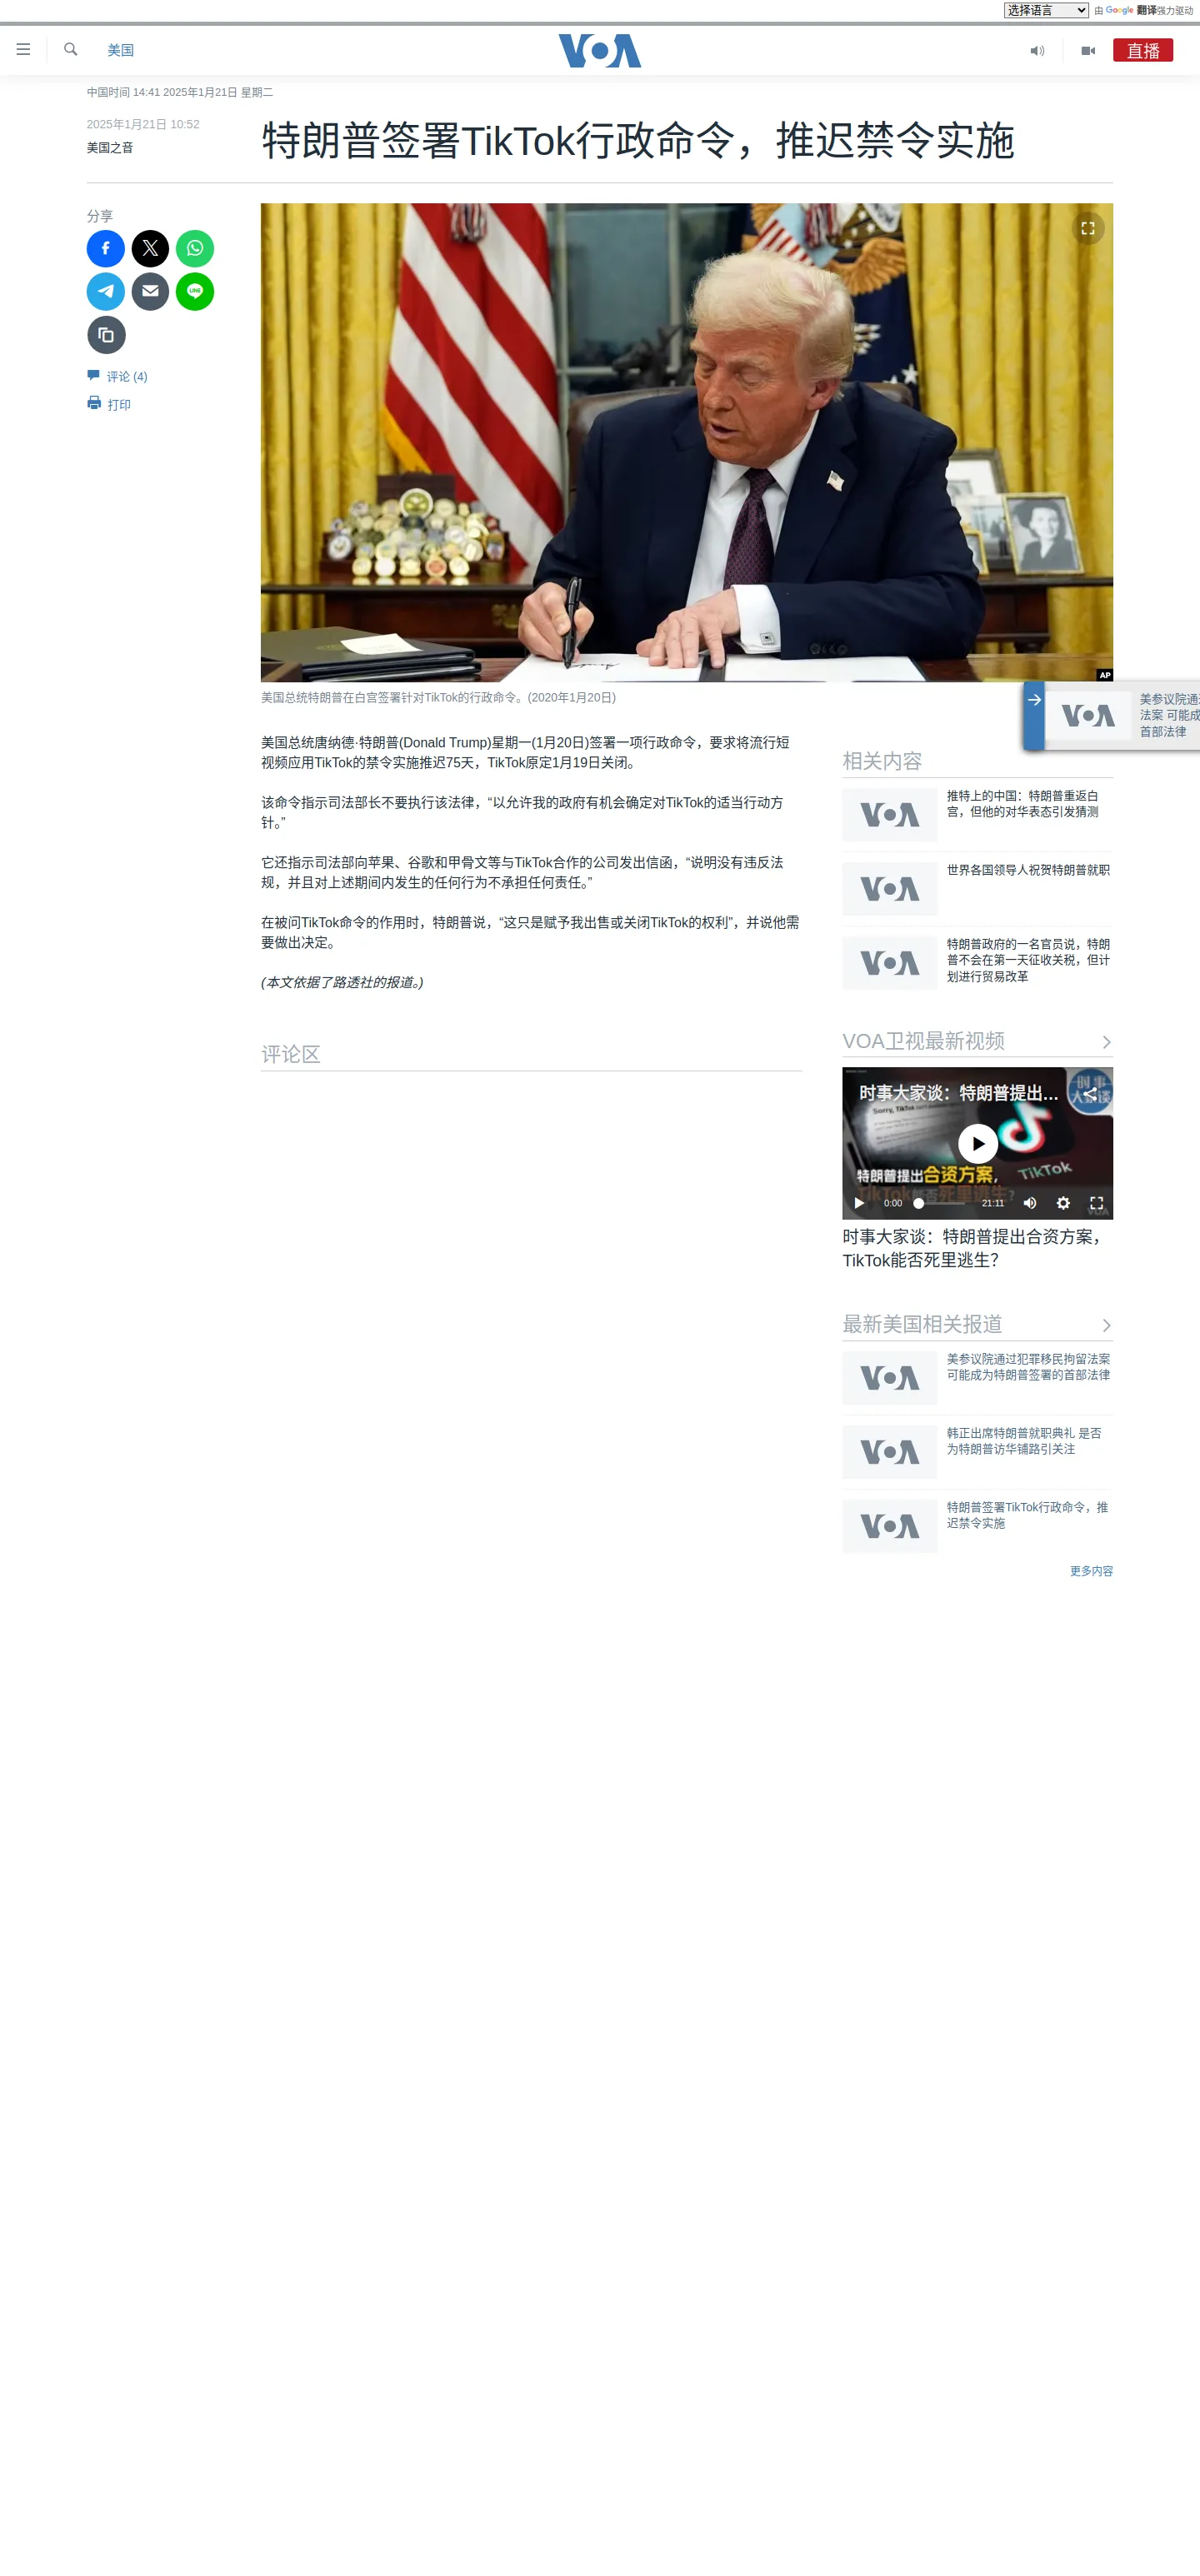 选择语言
由 Google 翻译强力驱动
美国
VOA
直播
中国时间 14:41 2025年1月21日 星期二
2025年1月21日 10:52
美国之音
特朗普签署TikTok行政命令，推迟禁令实施
分享
LINE
评论 (4)
打印
AP
美国总统特朗普在白宫签署针对TikTok的行政命令。(2020年1月20日)
VOA
美参议院通过
法案 可能成
首部法律
美国总统唐纳德·特朗普(Donald Trump)星期一(1月20日)签署一项行政命令，要求将流行短
视频应用TikTok的禁令实施推迟75天，TikTok原定1月19日关闭。
该命令指示司法部长不要执行该法律，“以允许我的政府有机会确定对TikTok的适当行动方
针。”
它还指示司法部向苹果、谷歌和甲骨文等与TikTok合作的公司发出信函，“说明没有违反法
规，并且对上述期间内发生的任何行为不承担任何责任。”
在被问TikTok命令的作用时，特朗普说，“这只是赋予我出售或关闭TikTok的权利”，并说他需
要做出决定。
(本文依据了路透社的报道。)
评论区
相关内容
VOA
推特上的中国：特朗普重返白
宫，但他的对华表态引发猜测
VOA
世界各国领导人祝贺特朗普就职
VOA
特朗普政府的一名官员说，特朗
普不会在第一天征收关税，但计
划进行贸易改革
VOA卫视最新视频
时事大家谈：特朗普提出...
时事
大家谈
Sorry, TikTok
TikTok
特朗普提出合资方案，
TikTok能否死里逃生？
0:00
21:11
VOA
时事大家谈：特朗普提出合资方案，
TikTok能否死里逃生？
最新美国相关报道
VOA
美参议院通过犯罪移民拘留法案
可能成为特朗普签署的首部法律
VOA
韩正出席特朗普就职典礼 是否
为特朗普访华铺路引关注
VOA
特朗普签署TikTok行政命令，推
迟禁令实施
更多内容